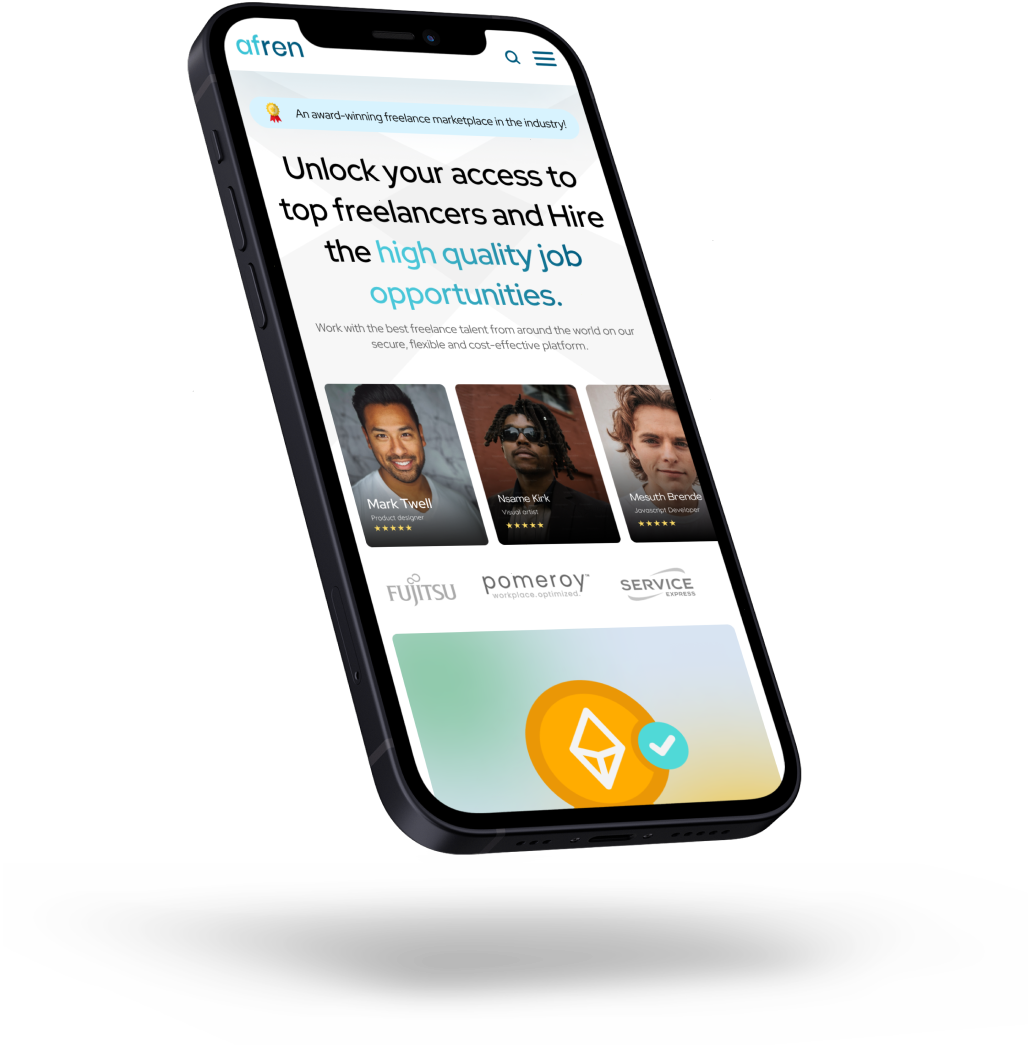 afren
An award-winning freelance marketplace in the industry!
Unlock your access to
top freelancers and Hire
the high quality job
opportunities.
Work with the best freelance talent from around the world on our
secure, flexible and cost-effective platform.
Mark Twell
Product designer
Nsame Kirk
Visual artist
Mesuth Brende
Javascript Developer
FUJITSU
pomeroy™
workplace.optimized.
SERVICE
EXPRESS